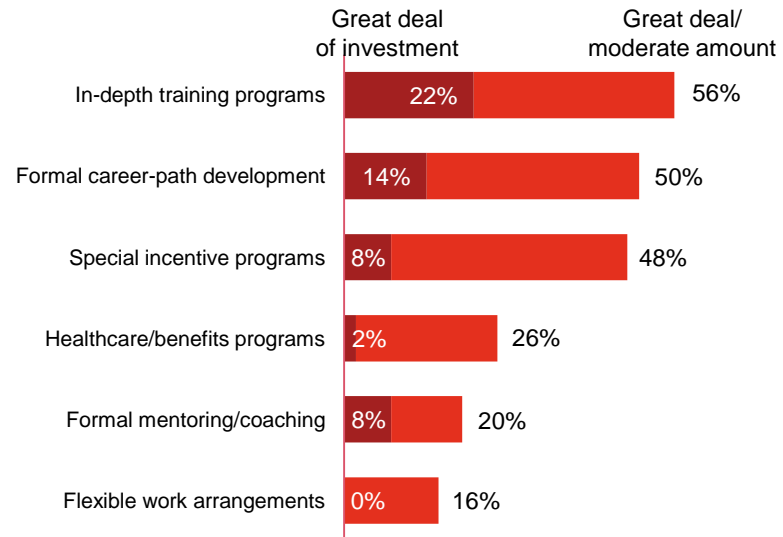 Great deal
of investment
Great deal/
moderate amount
In-depth training programs 22% 56%
Formal career-path development 14% 50%
Special incentive programs 8% 48%
Healthcare/benefits programs 2% 26%
Formal mentoring/coaching 8% 20%
Flexible work arrangements 0% 16%